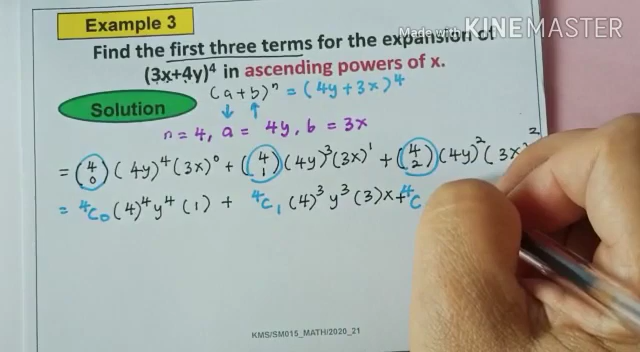 Example 3
Made with KINEMASTER
Find the first three terms for the expansion of
(3x+4y)⁴ in ascending powers of x.
Solution
(a+b)ⁿ = (4y+3x)⁴
↓ ↑
n=4, a= 4y, b = 3x
= (4 0) (4y)⁴(3x)⁰ + (4 1) (4y)³(3x)¹ + (4 2) (4y)²(3x)²
= ⁴C₀ (4)⁴y⁴(1) + ⁴C₁ (4)³y³(3)x + ⁴C
KMS/SM015_MATH/2020_21